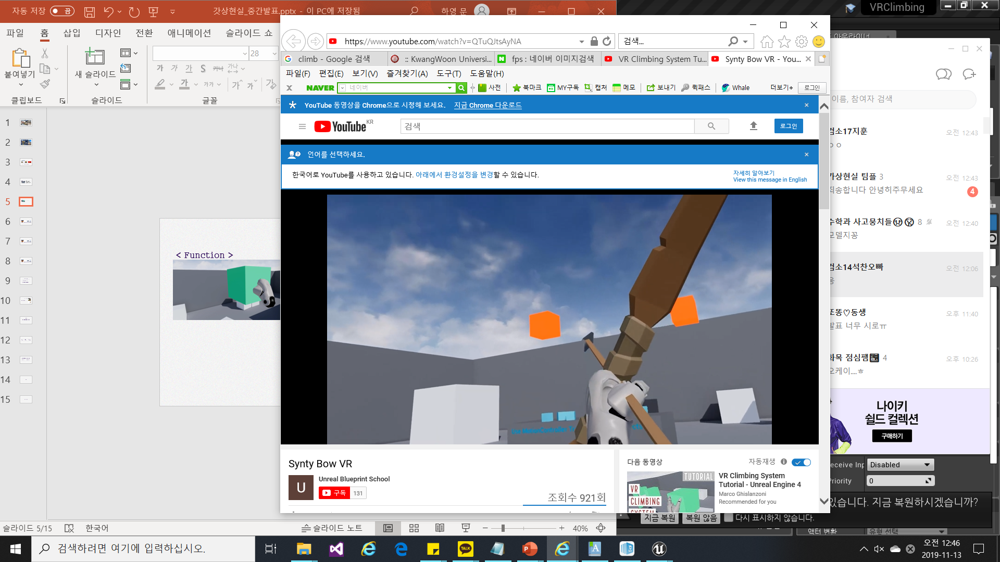 자동 저장 끔 갓상현실_중간발표.pptx - 이 PC에 저장됨 하영 문
VRClimbing
파일 홈 삽입 디자인 전환 애니메이션 슬라이드 쇼
28
가 가 가 S
붙여넣기
새 슬라이드
클립보드 슬라이드 글꼴
1
2
3
4
5
6
7
8
9
10
11
12
13
14
15
< Function >
슬라이드 5/15 한국어 슬라이드 노트 40%
https://www.youtube.com/watch?v=QTuQJtsAyNA
검색...
climb - Google 검색
:: KwangWoon Universi...
fps : 네이버 이미지검색
VR Climbing System Tu...
Synty Bow VR - You...
파일(F) 편집(E) 보기(V) 즐겨찾기(A) 도구(T) 도움말(H)
x NAVER 네이버 사전 북마크 MY구독 캡처 메모 보내기 퀵패스 Whale 더보기+ 로그인
YouTube 동영상을 Chrome으로 시청해 보세요. 지금 Chrome 다운로드
YouTube KR 검색 로그인
언어를 선택하세요.
한국어로 YouTube를 사용하고 있습니다. 아래에서 환경설정을 변경할 수 있습니다.
자세히 알아보기
View this message in English
Synty Bow VR
U
Unreal Blueprint School
구독 131
조회수 921회
다음 동영상 자동재생
TUTORIAL
VR
CLIMBING
SYSTEM
VR Climbing System
Tutorial - Unreal Engine 4
Marco Ghislanzoni
Recommended for you
이름, 참여자 검색
컴소17지훈 오전 12:43
ㅇㅇ
가상현실 팀플 3 오전 12:43
죄송합니다 안녕히주무세요 4
수학과 사고뭉치들 8 오전 12:40
모델지꽁
컴소14석찬오빠 오전 12:06
응
또똥♡동생 오후 11:40
발표 너무 시로ㅠ
화목 점심팸 4 오후 10:26
오케이....ㅎ
나이키
쉴드 컬렉션
구매하기
Disabled
Priority 0
있습니다. 지금 복원하시겠습니까?
지금 복원 복원 않음 다시 표시하지 않습니다.
액터 변환 유형 선택
검색하려면 여기에 입력하십시오.
TALK
오전 12:46
2019-11-13